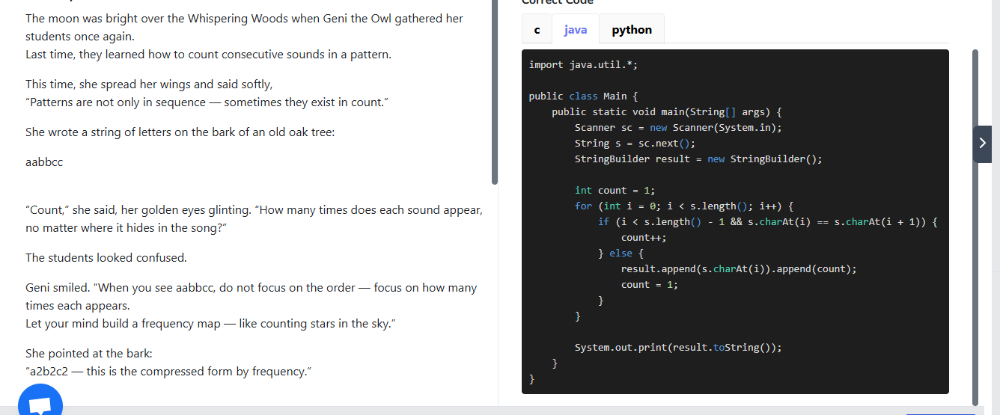 The moon was bright over the Whispering Woods when Geni the Owl gathered her
students once again.
Last time, they learned how to count consecutive sounds in a pattern.
This time, she spread her wings and said softly,
“Patterns are not only in sequence — sometimes they exist in count.”
She wrote a string of letters on the bark of an old oak tree:
aabbcc
“Count,” she said, her golden eyes glinting. “How many times does each sound appear,
no matter where it hides in the song?”
The students looked confused.
Geni smiled. “When you see aabbcc, do not focus on the order — focus on how many
times each appears.
Let your mind build a frequency map — like counting stars in the sky.”
She pointed at the bark:
“a2b2c2 — this is the compressed form by frequency.”
Correct Code
c java python
import java.util.*;
public class Main {
    public static void main(String[] args) {
        Scanner sc = new Scanner(System.in);
        String s = sc.next();
        StringBuilder result = new StringBuilder();
        int count = 1;
        for (int i = 0; i < s.length(); i++) {
            if (i < s.length() - 1 && s.charAt(i) == s.charAt(i + 1)) {
                count++;
            } else {
                result.append(s.charAt(i)).append(count);
                count = 1;
            }
        }
        System.out.print(result.toString());
    }
}